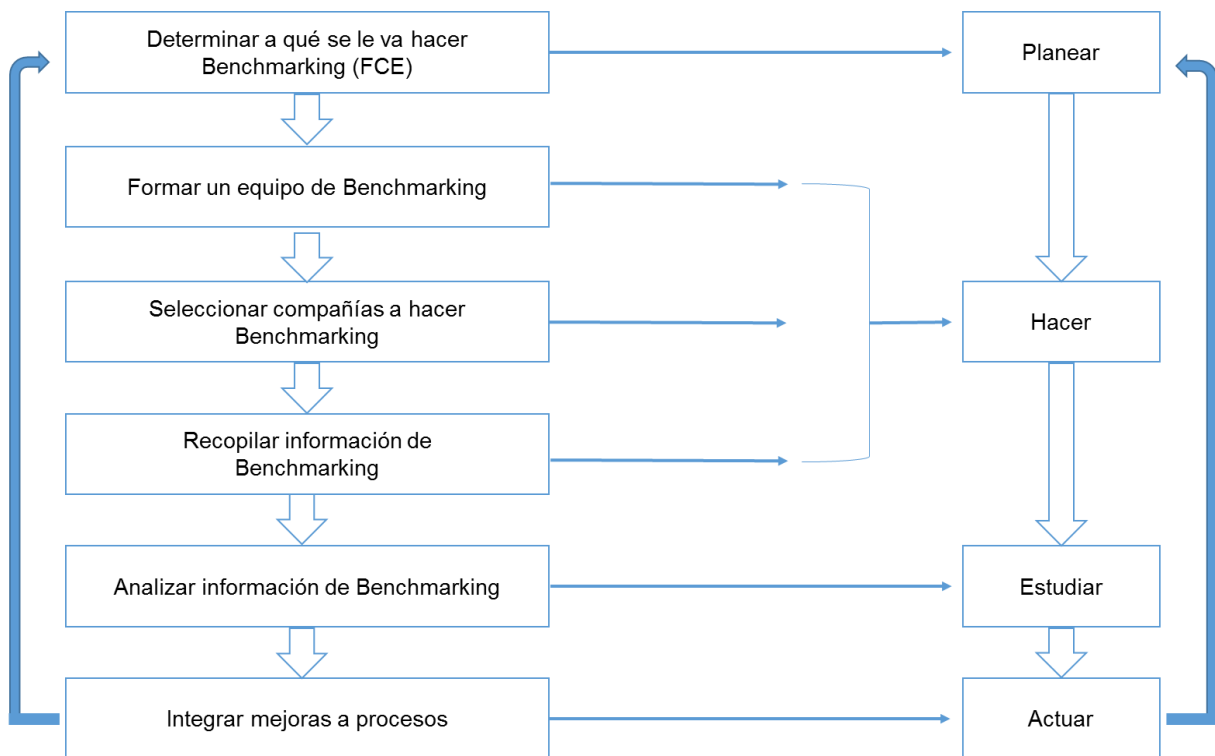 Determinar a qué se le va hacer
Benchmarking (FCE)
Planear
Formar un equipo de Benchmarking
Seleccionar compañías a hacer
Benchmarking
Hacer
Recopilar información de
Benchmarking
Analizar información de Benchmarking
Estudiar
Integrar mejoras a procesos
Actuar